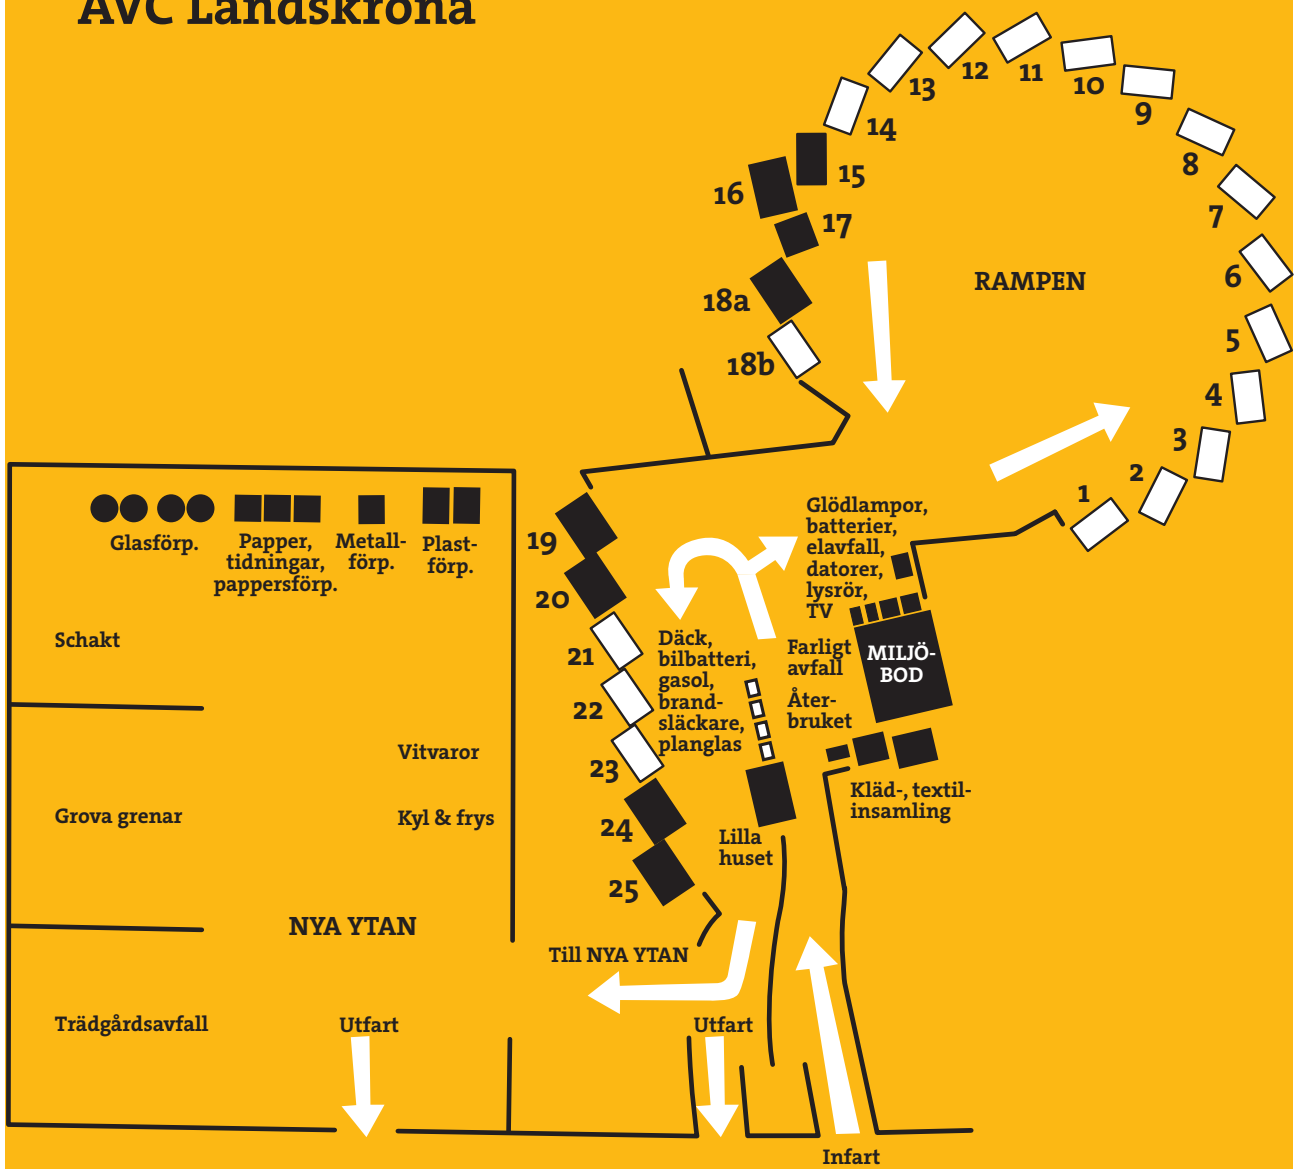 AVC Landskrona
12
11
10
13
9
14
8
15
16
7
17
6
RAMPEN
18a
5
18b
4
3
2
1
Glödlampor,
batterier,
elavfall,
datorer,
lysrör,
TV
Glasförp.
Papper,
tidningar,
pappersförp.
Metall-
förp.
Plast-
förp.
19
20
21
22
23
24
25
Schakt
Däck,
bilbatteri,
gasol,
brand-
släckare,
planglas
Farligt
avfall
MILJÖ-
BOD
Åter-
bruket
Vitvaror
Grova grenar
Kyl & frys
Kläd-, textil-
insamling
Lilla
huset
NYA YTAN
Till NYA YTAN
Trädgårdsavfall
Utfart
Utfart
Infart